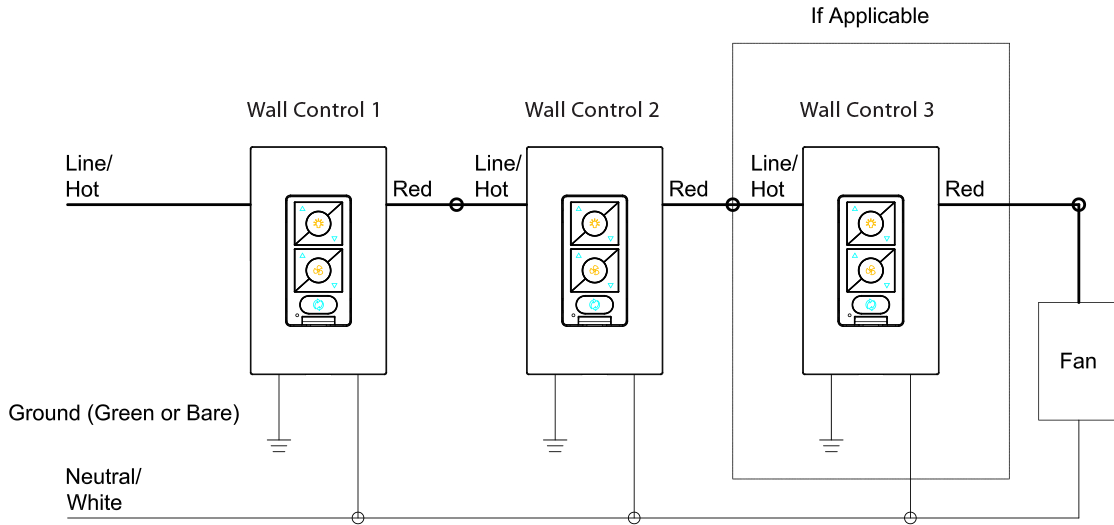 If Applicable
Wall Control 1
Wall Control 2
Wall Control 3
Line/
Hot
Red
Line/
Hot
Red
Line/
Hot
Red
Fan
Ground (Green or Bare)
Neutral/
White